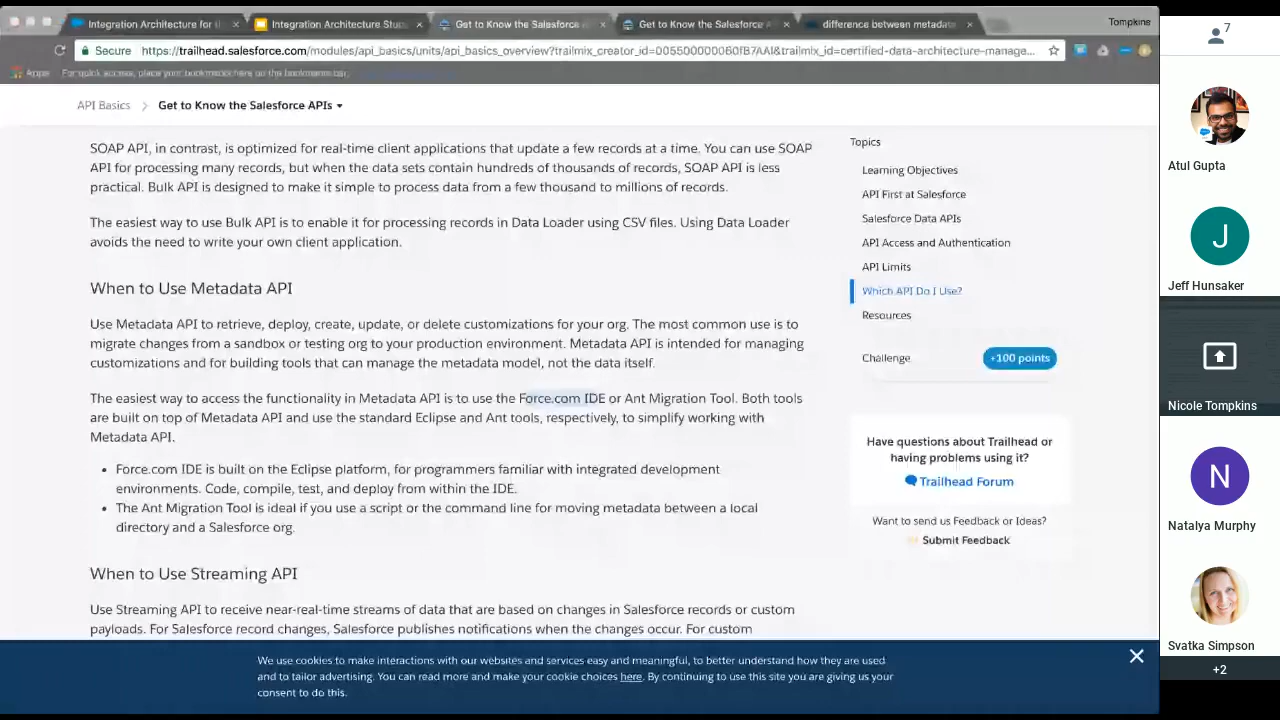 Integration Architecture for
Integration Architecture Stu
Get to Know the Salesforce
Get to Know the Salesforce AP
difference between metadata
Tompkins
Secure https://trailhead.salesforce.com/modules/api_basics/units/api_basics_overview?trailmix_creator_id=
Apps For quick access, place your bookmarks here on the bookmarks bar.
API Basics
Get to Know the Salesforce APIs
SOAP API, in contrast, is optimized for real-time client applications that update a few records at a time. You can use SOAP
API for processing many records, but when the data sets contain hundreds of thousands of records, SOAP API is less
practical. Bulk API is designed to make it simple to process data from a few thousand to millions of records.
The easiest way to use Bulk API is to enable it for processing records in Data Loader using CSV files. Using Data Loader
avoids the need to write your own client application.
When to Use Metadata API
Use Metadata API to retrieve, deploy, create, update, or delete customizations for your org. The most common use is to
migrate changes from a sandbox or testing org to your production environment. Metadata API is intended for managing
customizations and for building tools that can manage the metadata model, not the data itself.
The easiest way to access the functionality in Metadata API is to use the Force.com IDE or Ant Migration Tool. Both tools
are built on top of Metadata API and use the standard Eclipse and Ant tools, respectively, to simplify working with
Metadata API.
Force.com IDE is built on the Eclipse platform, for programmers familiar with integrated development
environments. Code, compile, test, and deploy from within the IDE.
The Ant Migration Tool is ideal if you use a script or the command line for moving metadata between a local
directory and a Salesforce org.
When to Use Streaming API
Use Streaming API to receive near-real-time streams of data that are based on changes in Salesforce records or custom
payloads. For Salesforce record changes, Salesforce publishes notifications when the changes occur. For custom
Topics
Learning Objectives
API First at Salesforce
Salesforce Data APIs
API Access and Authentication
API Limits
Which API Do I Use?
Resources
Challenge
+100 points
Have questions about Trailhead or
having problems using it?
Trailhead Forum
Want to send us Feedback or Ideas?
Submit Feedback
We use cookies to make interactions with our websites and services easy and meaningful, to better understand how they are used
and to tailor advertising. You can read more and make your cookie choices here. By continuing to use this site you are giving us your
consent to do this.
7
Atul Gupta
J
Jeff Hunsaker
Nicole Tompkins
N
Natalya Murphy
Svatka Simpson
+2